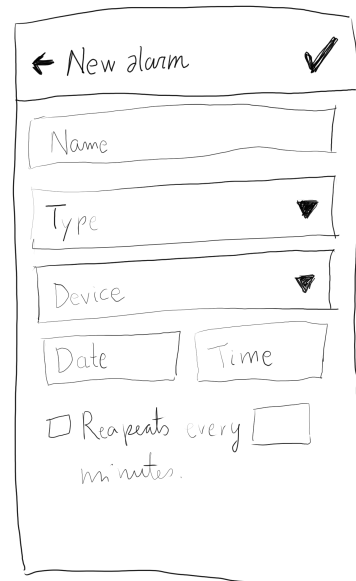 New alarm
Name
Type
Device
Date
Time
Reapeats every
minutes.